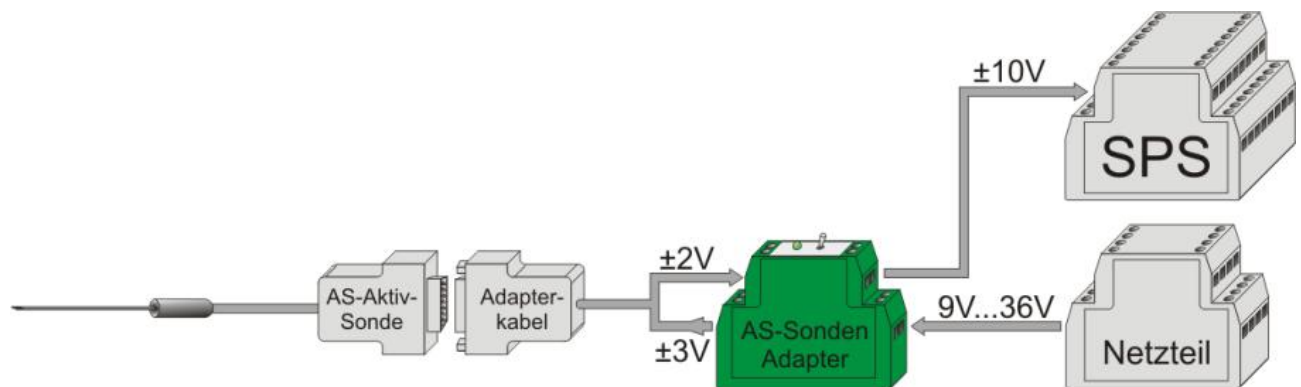 ±10V
SPS
±2V
AS-Aktiv-
Sonde
Adapter-
kabel
±3V
AS-Sonden
Adapter
9V...36V
Netzteil